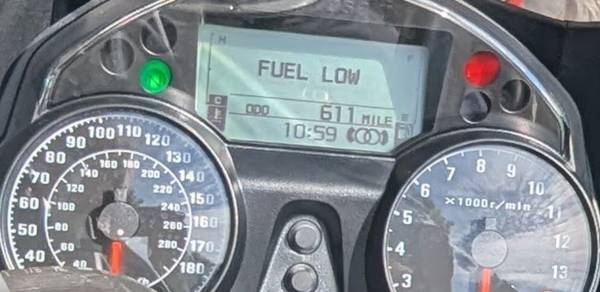 H F
FUEL LOW
C ODO 611 MILE E
10:59
40 50 60 70 80 90 100 110 120 130 140 150 160 170 180
40 60 80 100 120 140 160 180 200 220 240 260 280
3 4 5 6 7 8 9 10 11 12 13
×1000r/min